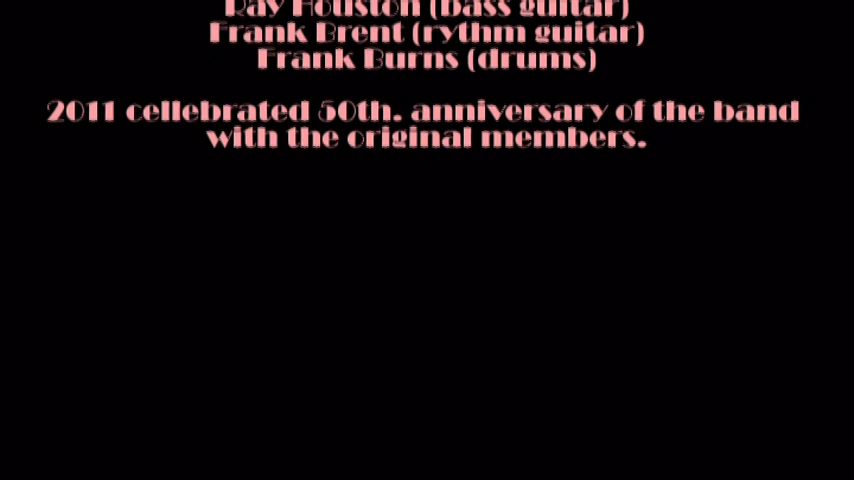 Ray Houston (bass guitar)
Frank Brent (rythm guitar)
Frank Burns (drums)
2011 cellebrated 50th. anniversary of the band
with the original members.